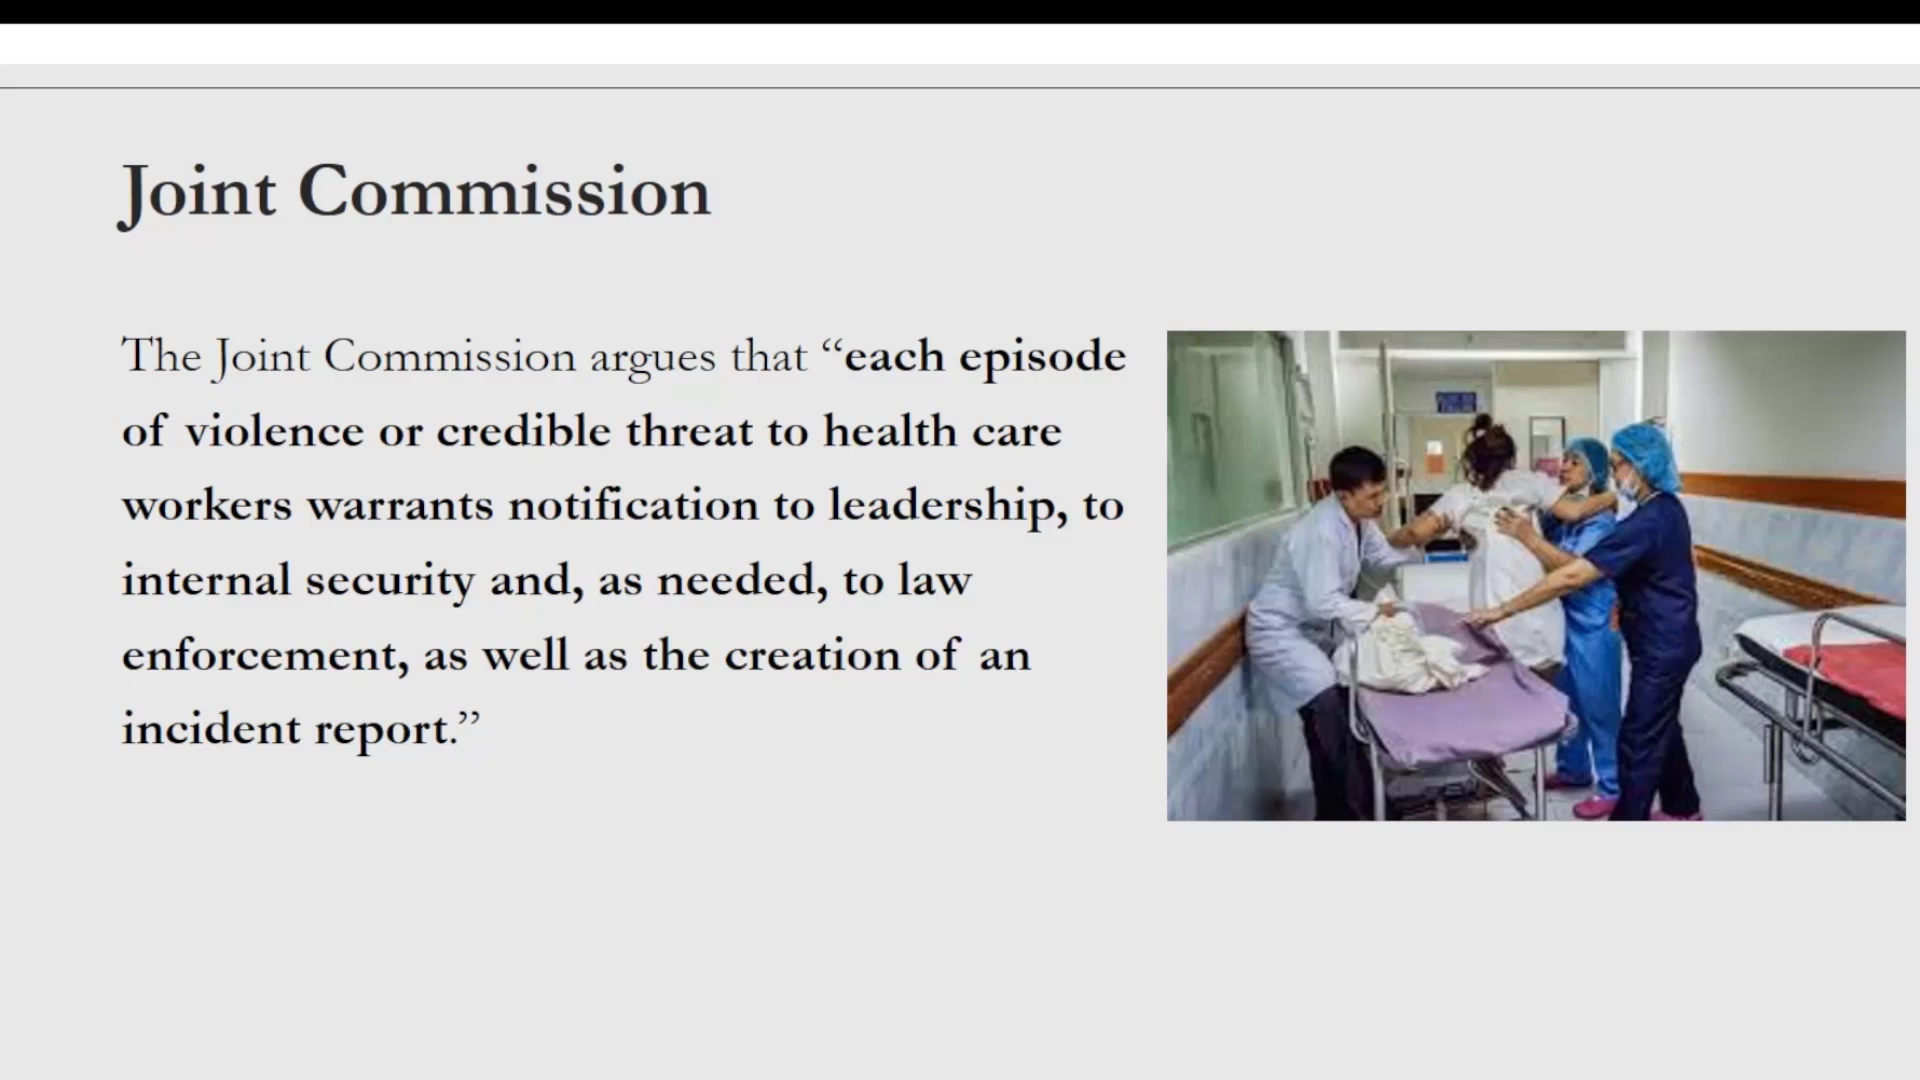 Joint Commission
The Joint Commission argues that “each episode
of violence or credible threat to health care
workers warrants notification to leadership, to
internal security and, as needed, to law
enforcement, as well as the creation of an
incident report.”